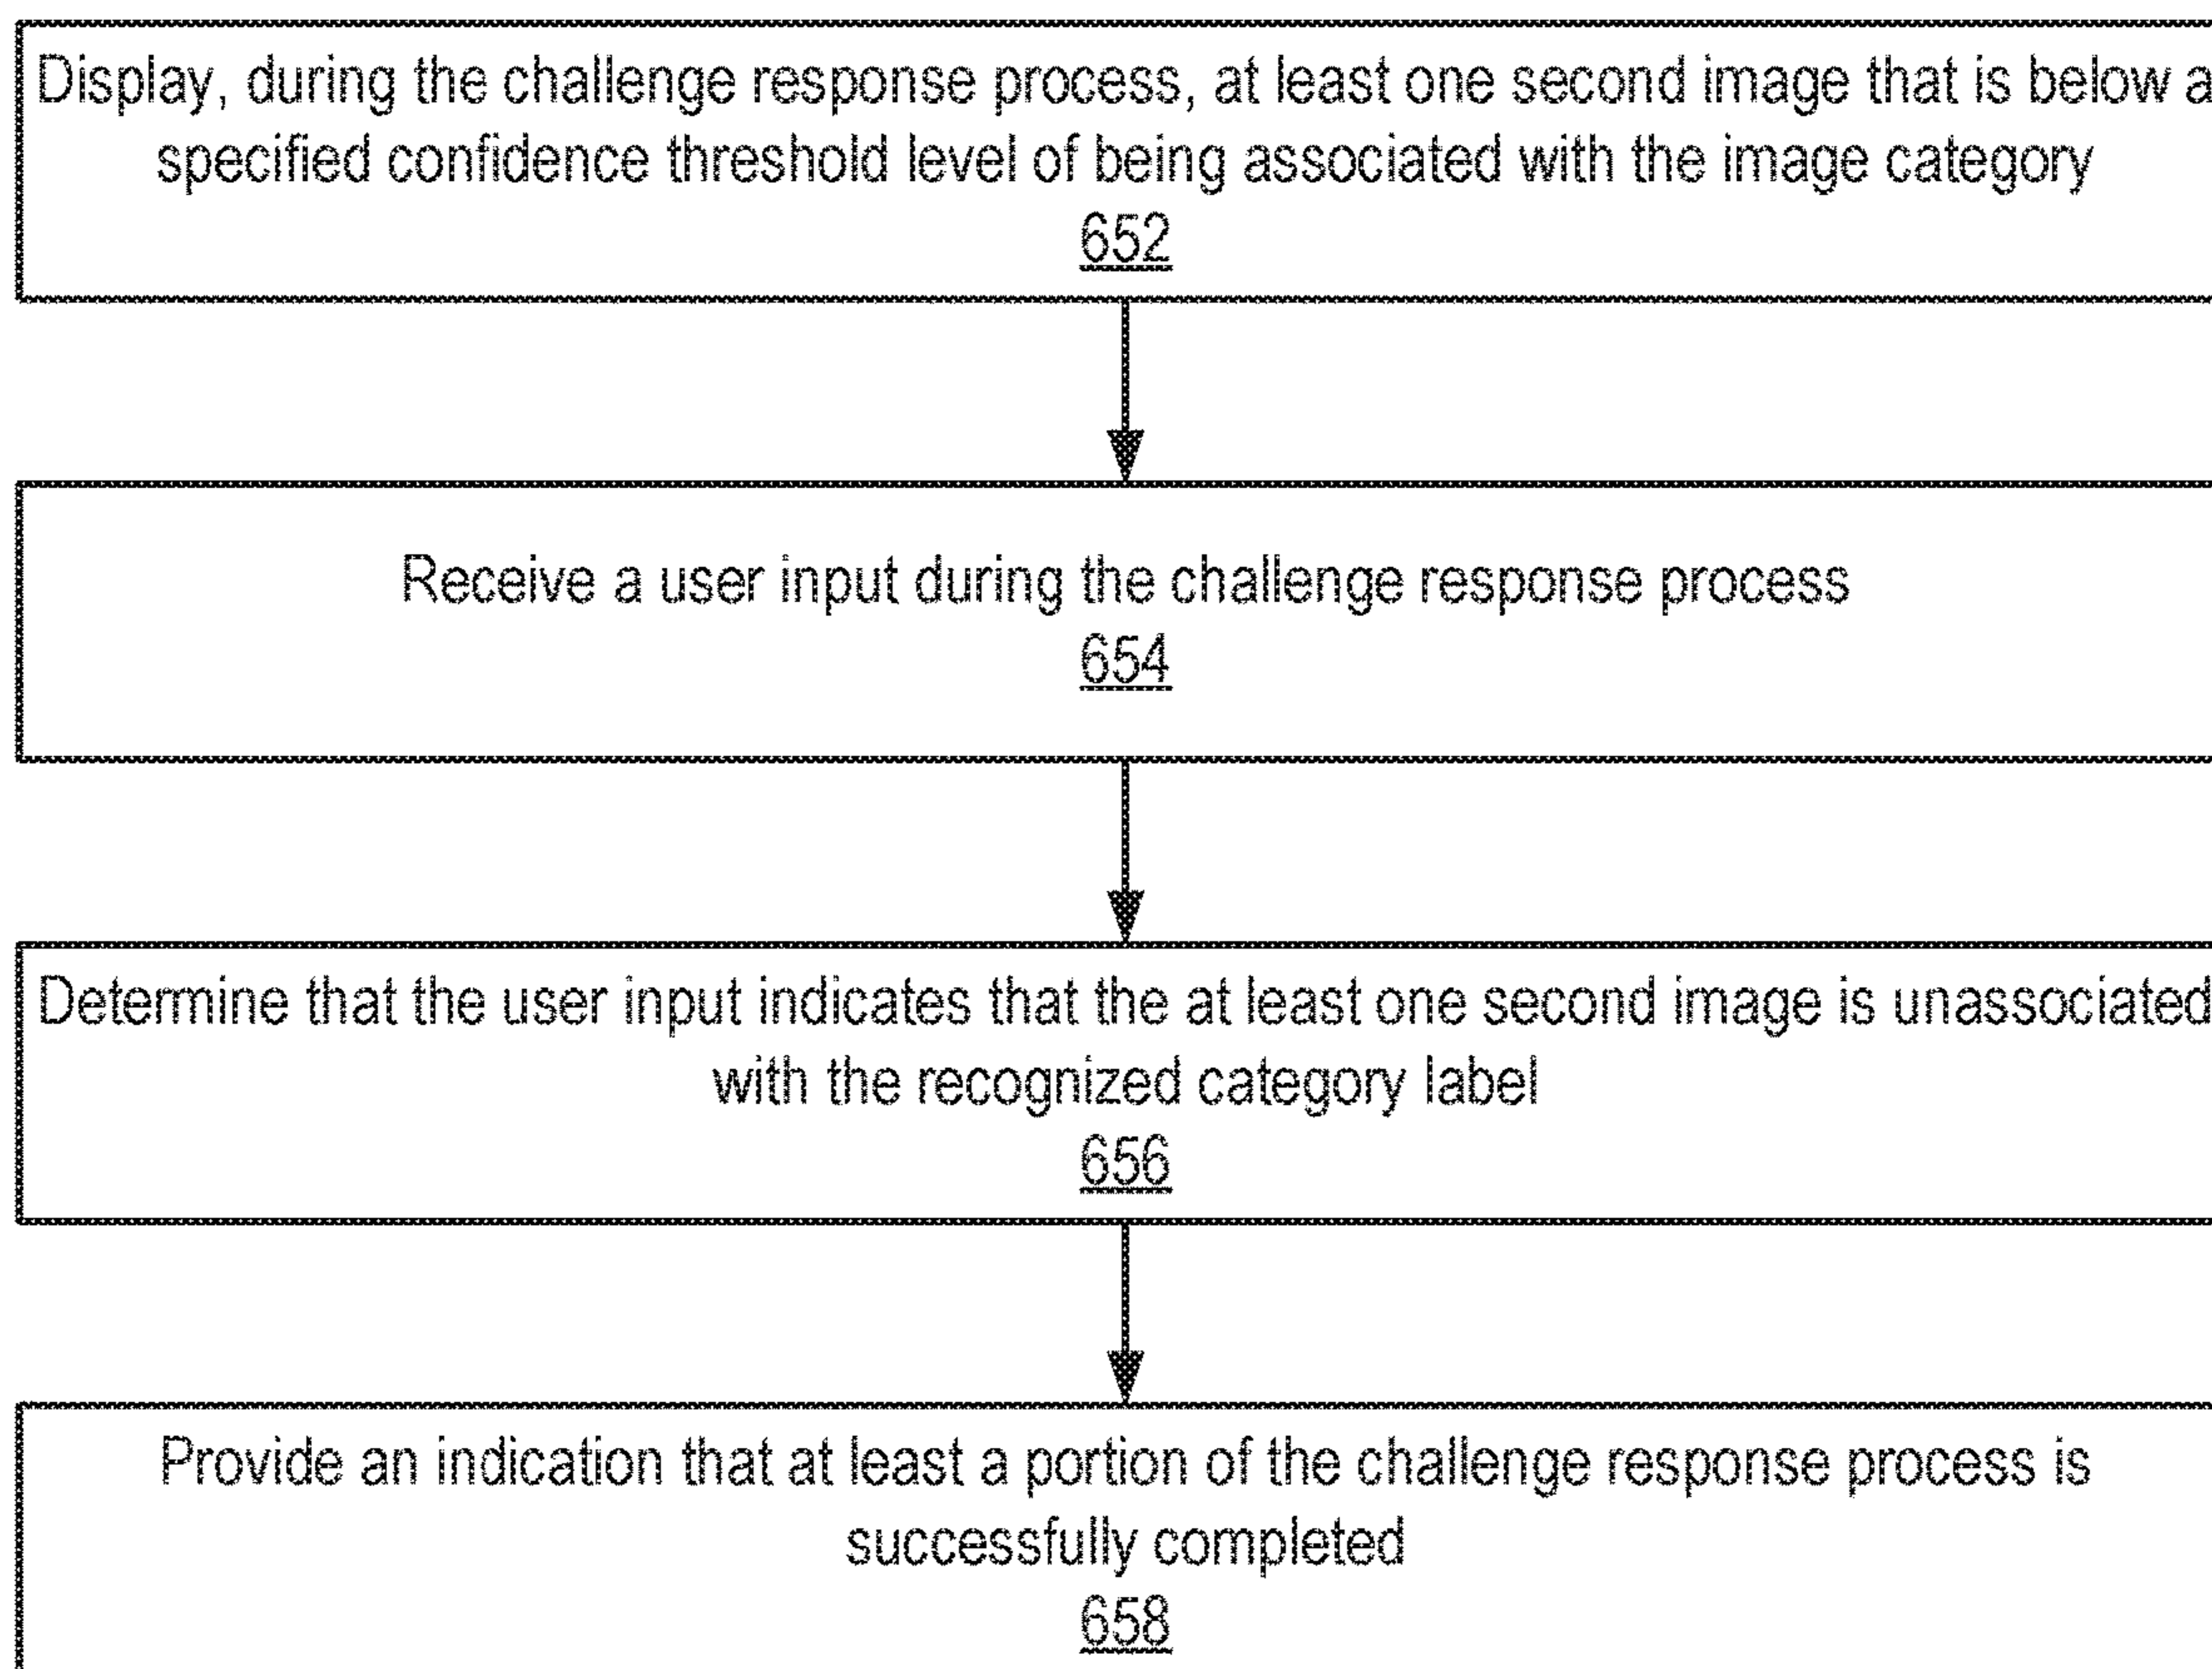 Display, during the challenge response process, at least one second image that is below a
specified confidence threshold level of being associated with the image category
652
Receive a user input during the challenge response process
654
Determine that the user input indicates that the at least one second image is unassociated
with the recognized category label
656
Provide an indication that at least a portion of the challenge response process is
successfully completed
658